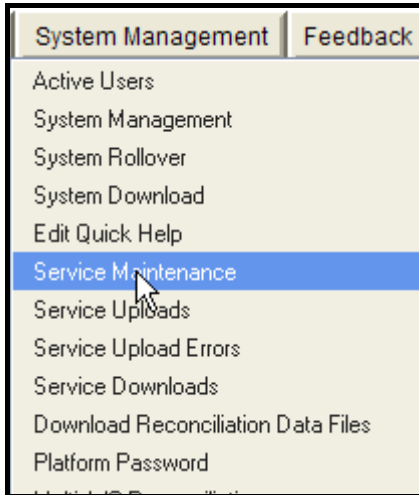 System Management Feedback
Active Users
System Management
System Rollover
System Download
Edit Quick Help
Service Maintenance
Service Uploads
Service Upload Errors
Service Downloads
Download Reconciliation Data Files
Platform Password